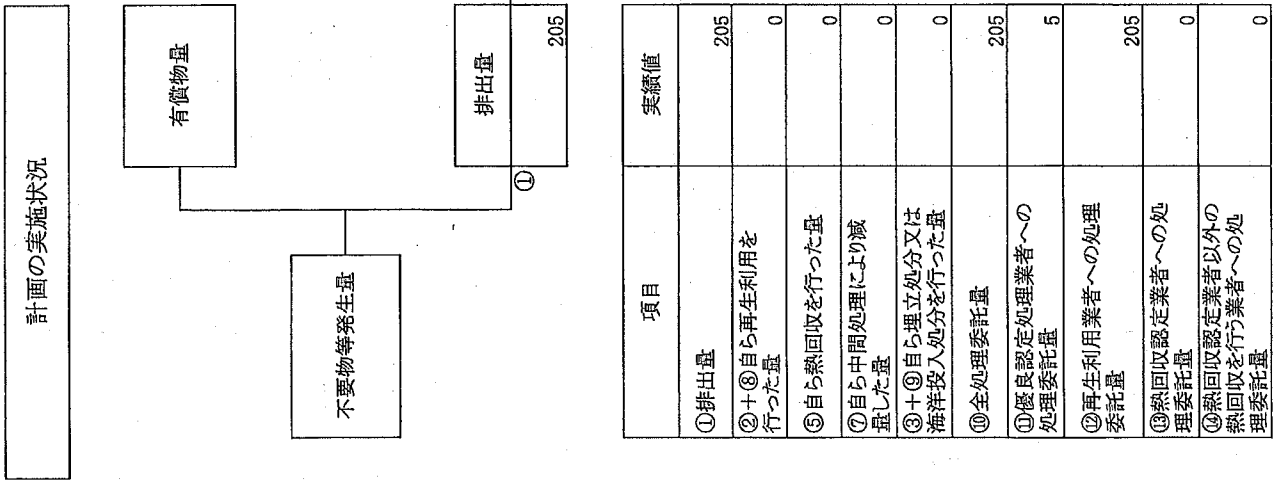 計画の実施状況
有償物量
不要物等発生量
排出量
①
205
項目 実績値
①排出量 205
②+⑧自ら再生利用を
行った量 0
⑤自ら熱回収を行った量 0
⑦自ら中間処理により減
量した量 0
③+⑨自ら埋立処分又は
海洋投入処分を行った量 0
⑩全処理委託量 205
⑪優良認定処理業者への
処理委託量 5
⑫再生利用業者への処理
委託量 205
⑬熱回収認定業者への処
理委託量 0
⑭熱回収認定業者以外の
熱回収を行う業者への処
理委託量 0